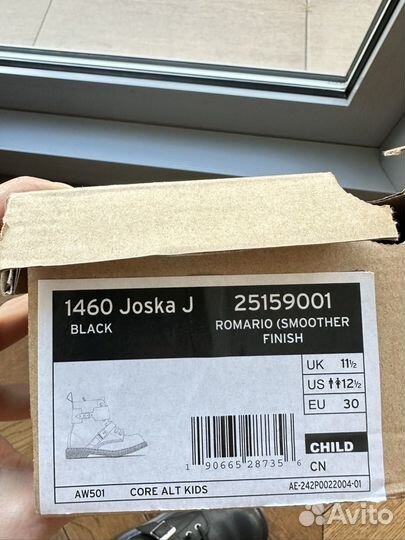 1460 Joska J 25159001
BLACK ROMARIO (SMOOTHER
FINISH
UK 11½
US 12½
EU 30
CHILD
CN
1 90665 28735 6
AW501 CORE ALT KIDS AE-242P0022004-01
Avito